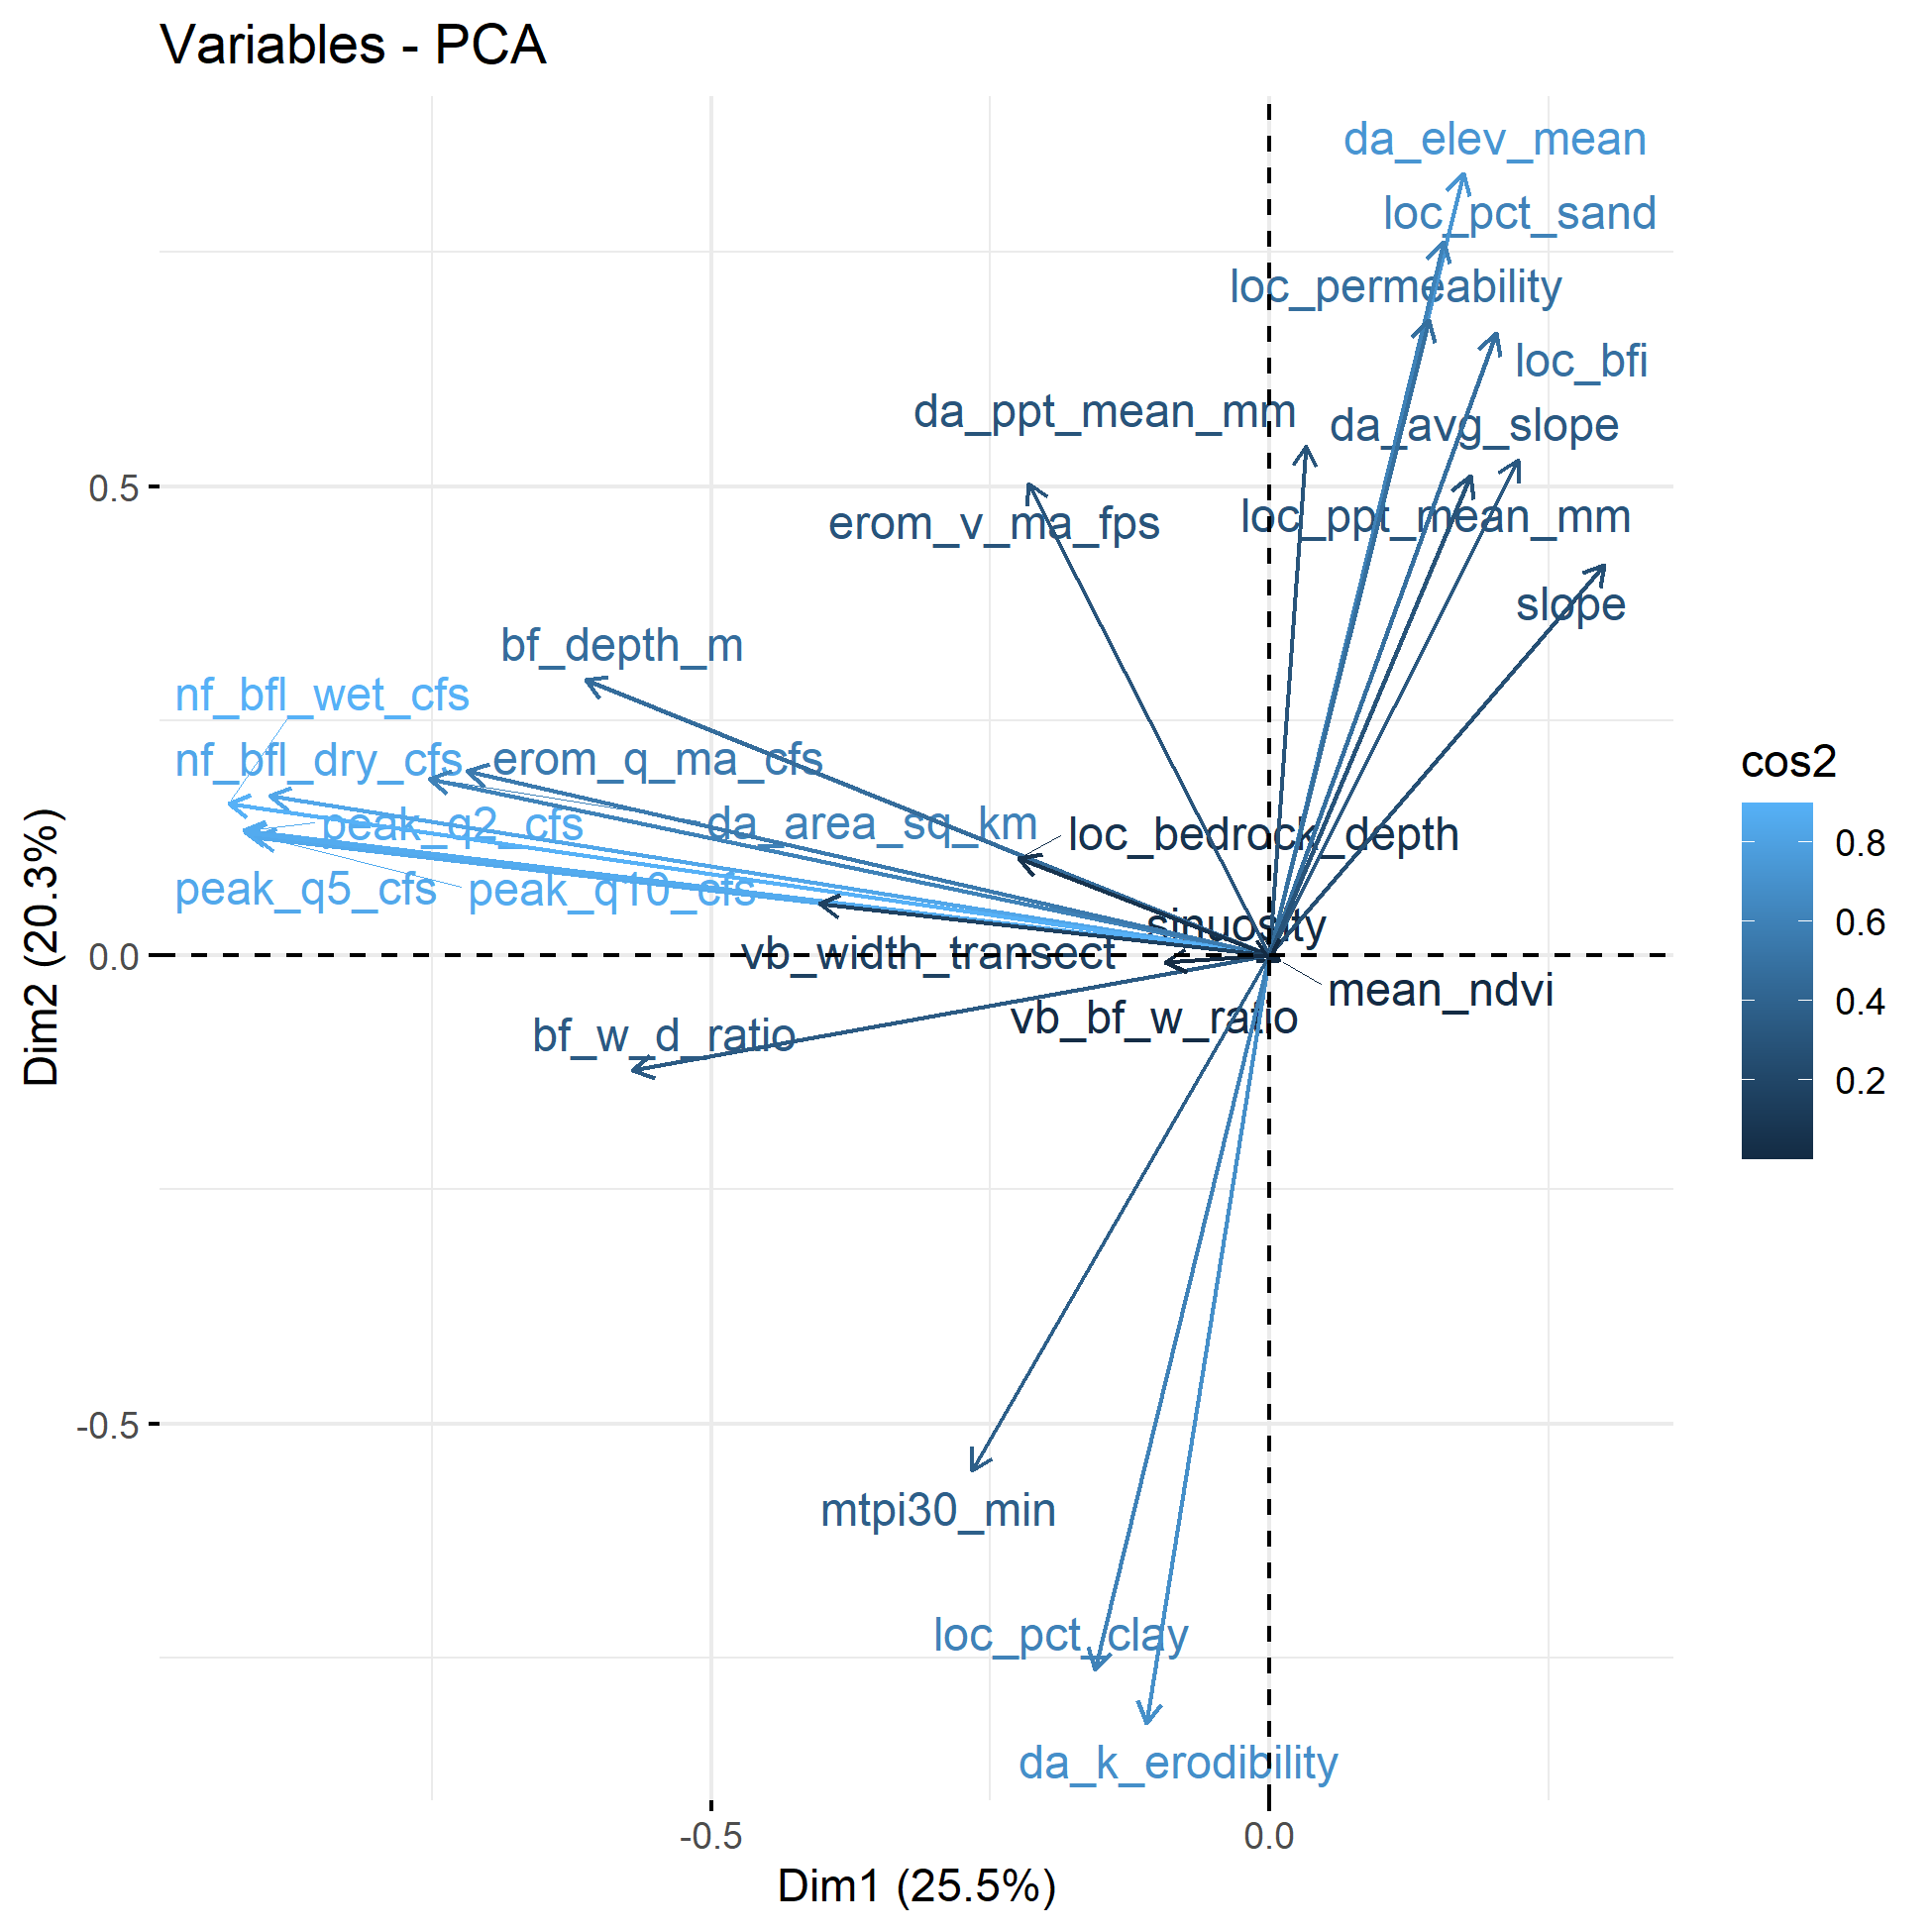 Variables - PCA
da_elev_mean
loc_pct_sand
loc_permeability
loc_bfi
da_ppt_mean_mm
da_avg_slope
erom_v_ma_fps
loc_ppt_mean_mm
slope
bf_depth_m
nf_bfl_wet_cfs
nf_bfl_dry_cfs
erom_q_ma_cfs
peak_q2_cfs
da_area_sq_km
loc_bedrock_depth
peak_q5_cfs
peak_q10_cfs
sinuosity
vb_width_transect
mean_ndvi
vb_bf_w_ratio
bf_w_d_ratio
mtpi30_min
loc_pct_clay
da_k_erodibility
0.5
0.0
-0.5
Dim2 (20.3%)
-0.5
0.0
Dim1 (25.5%)
cos2
0.8
0.6
0.4
0.2